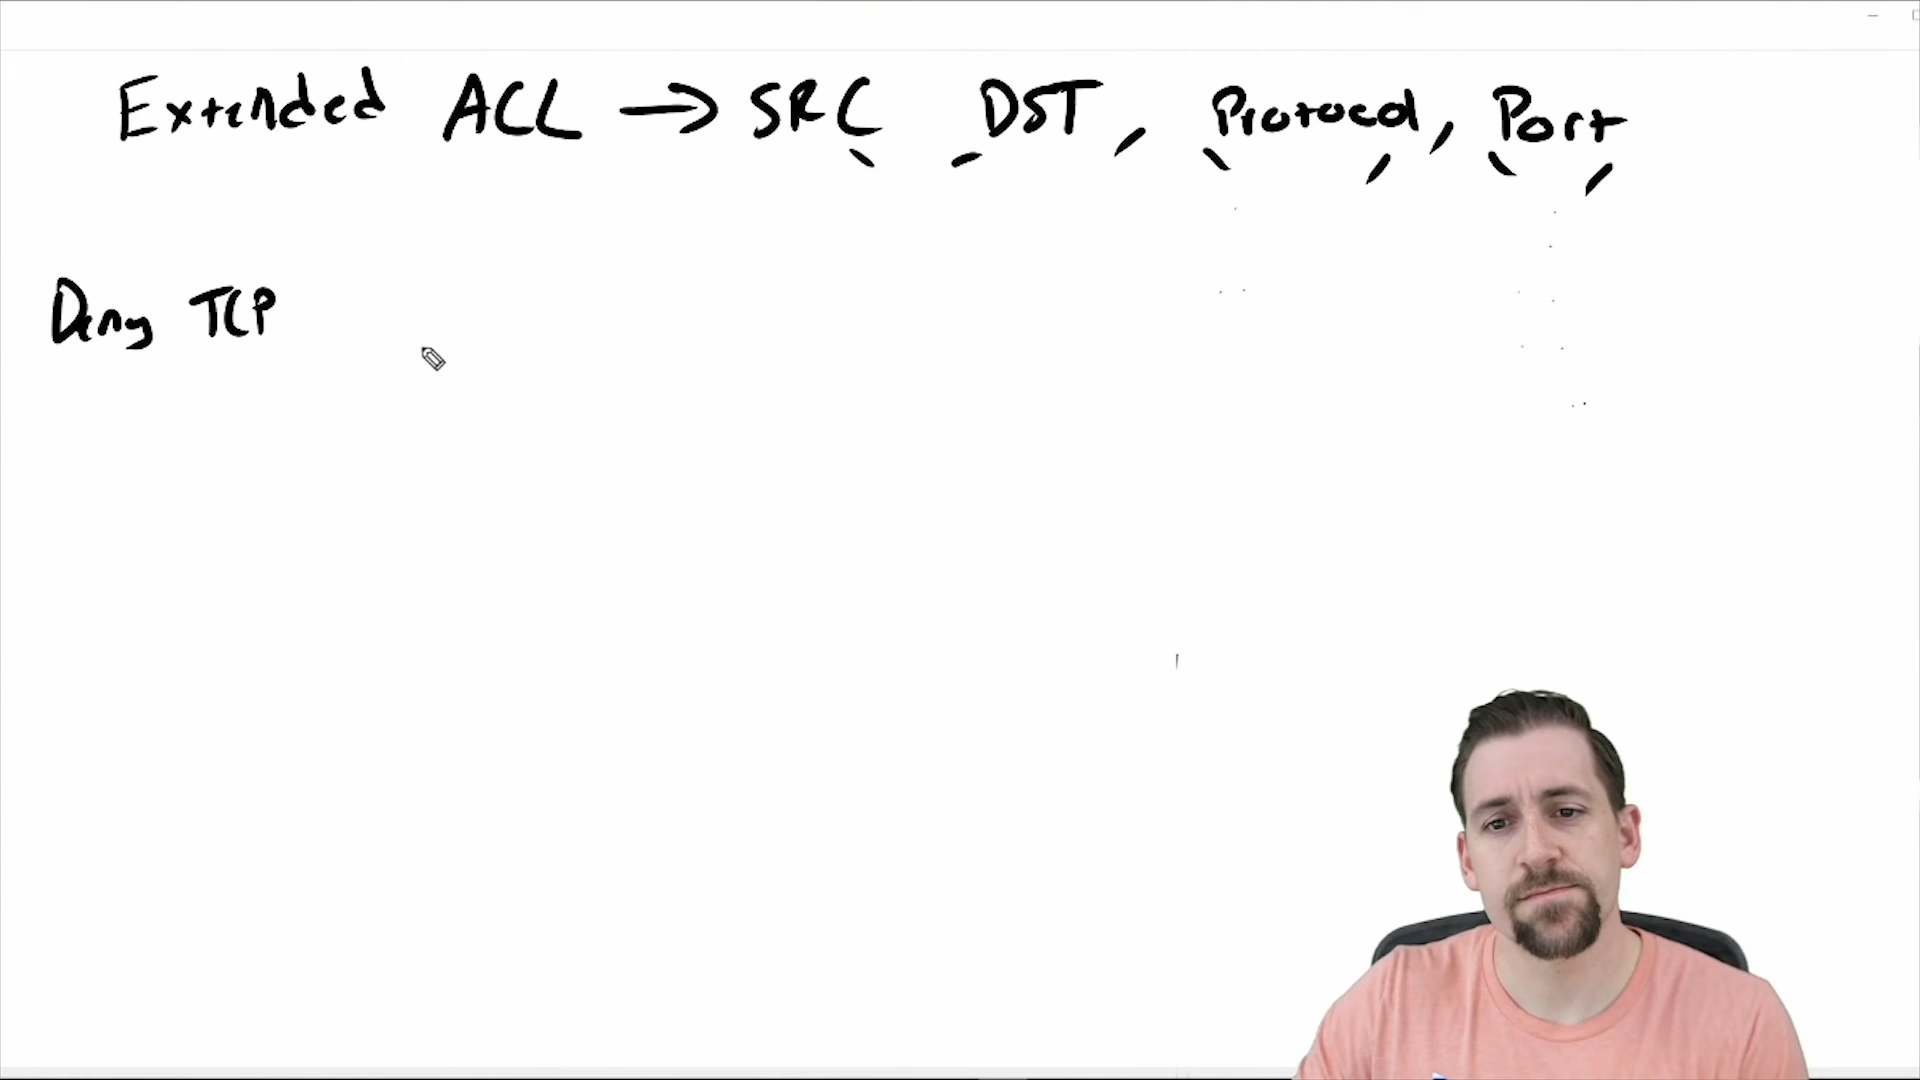 Extended ACL → SRC DST, Protocol, Port
Deny TCP